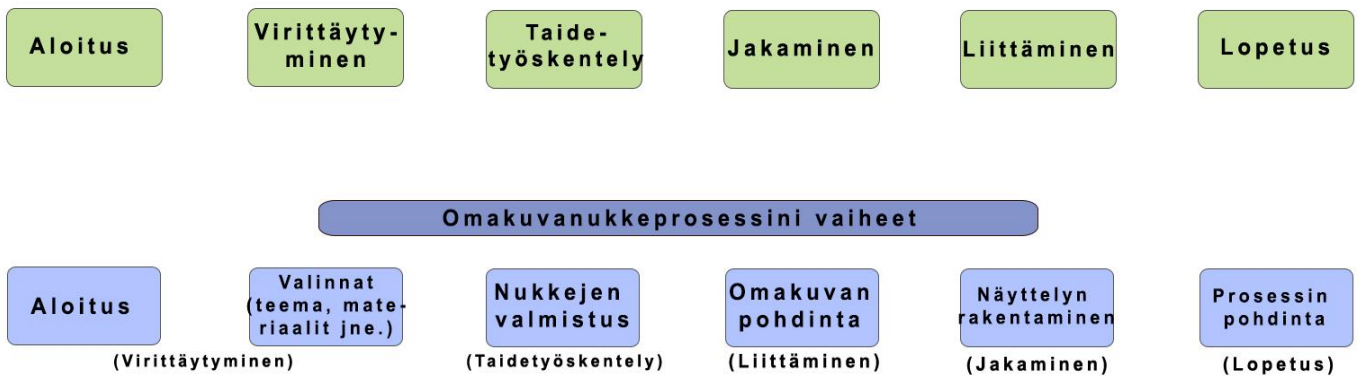 Aloitus
Virittäyty-
minen
Taide-
työskentely
Jakaminen
Liittäminen
Lopetus
Omakuvanukkeprosessini vaiheet
Aloitus
Valinnat
(teema, mate-
riaalit jne.)
Nukkejen
valmistus
Omakuvan
pohdinta
Näyttelyn
rakentaminen
Prosessin
pohdinta
(Virittäytyminen)
(Taidetyöskentely)
(Liittäminen)
(Jakaminen)
(Lopetus)